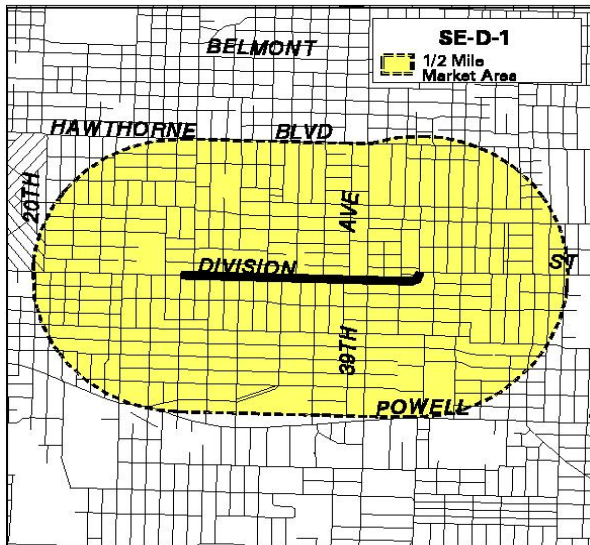 SE-D-1
1/2 Mile
Market Area
BELMONT
HAWTHORNE BLVD
20TH
AVE
DIVISION ST
39TH
POWELL